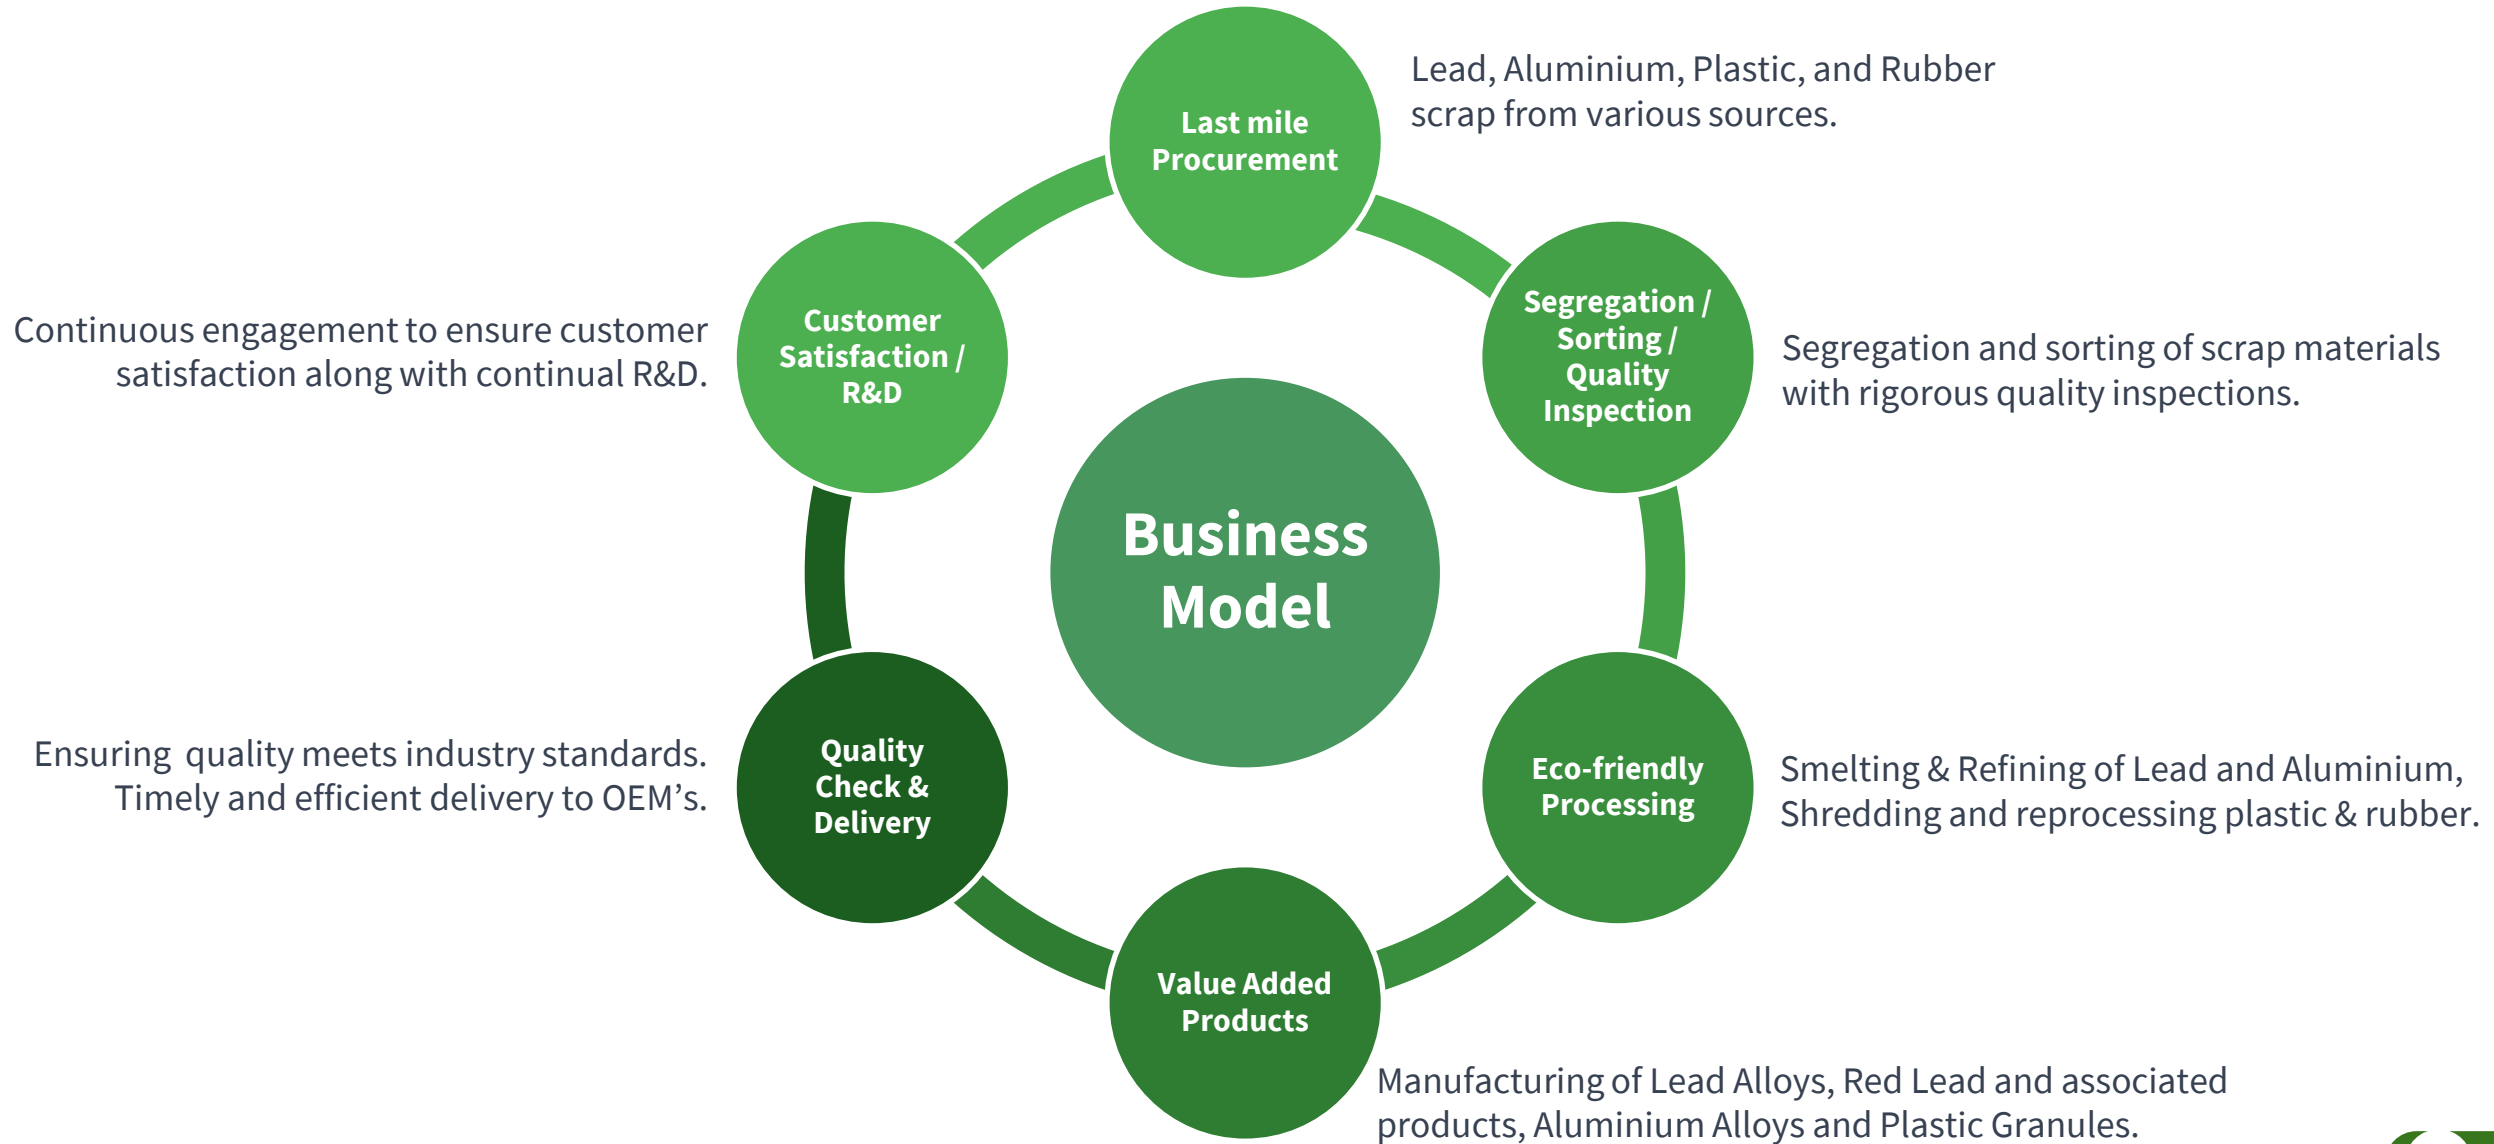 Last mile
Procurement
Lead, Aluminium, Plastic, and Rubber
scrap from various sources.
Segregation /
Sorting /
Quality
Inspection
Segregation and sorting of scrap materials
with rigorous quality inspections.
Eco-friendly
Processing
Smelting & Refining of Lead and Aluminium,
Shredding and reprocessing plastic & rubber.
Value Added
Products
Manufacturing of Lead Alloys, Red Lead and associated
products, Aluminium Alloys and Plastic Granules.
Quality
Check &
Delivery
Ensuring  quality meets industry standards.
Timely and efficient delivery to OEM’s.
Customer
Satisfaction /
R&D
Continuous engagement to ensure customer
satisfaction along with continual R&D.
Business
Model